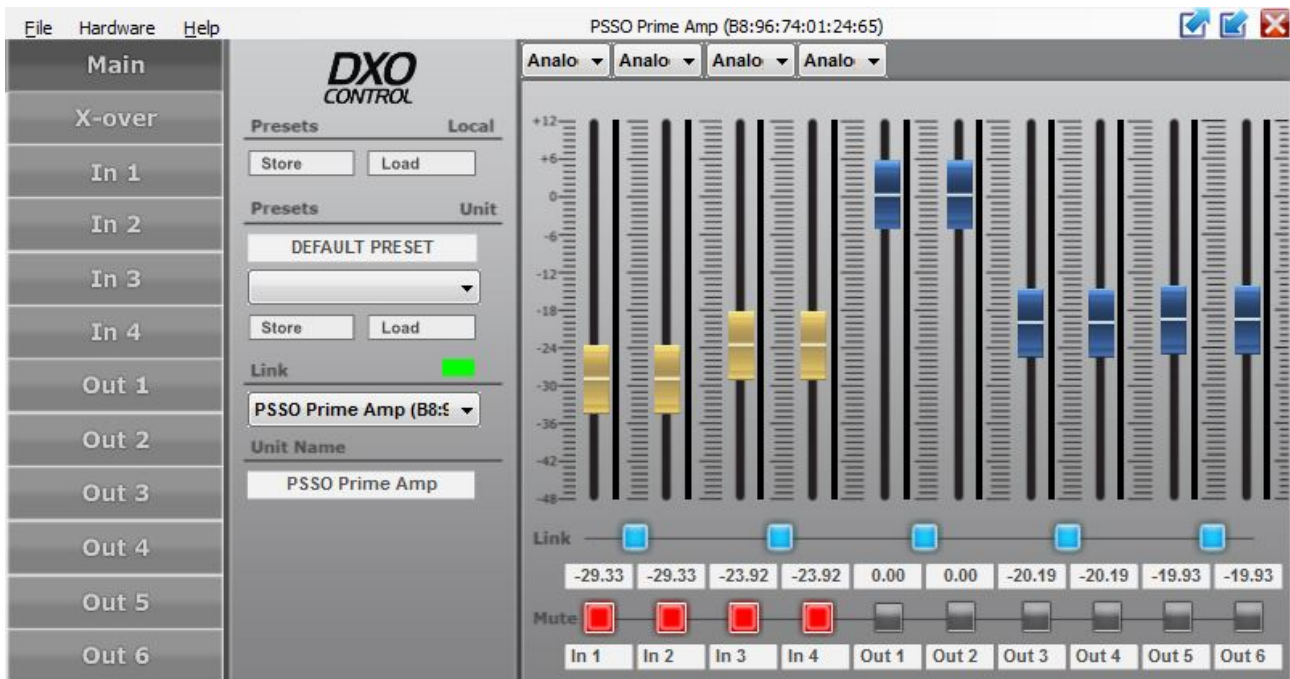 File Hardware Help
PSSO Prime Amp (B8:96:74:01:24:65)
Main
X-over
In 1
In 2
In 3
In 4
Out 1
Out 2
Out 3
Out 4
Out 5
Out 6
DXO
CONTROL
Presets Local
Store Load
Presets Unit
DEFAULT PRESET
Store Load
Link
PSSO Prime Amp (B8:9
Unit Name
PSSO Prime Amp
Analo Analo Analo Analo
+12
+6
0
-6
-12
-18
-24
-30
-36
-42
-48
Link
-29.33 -29.33 -23.92 -23.92 0.00 0.00 -20.19 -20.19 -19.93 -19.93
Mute
In 1 In 2 In 3 In 4 Out 1 Out 2 Out 3 Out 4 Out 5 Out 6